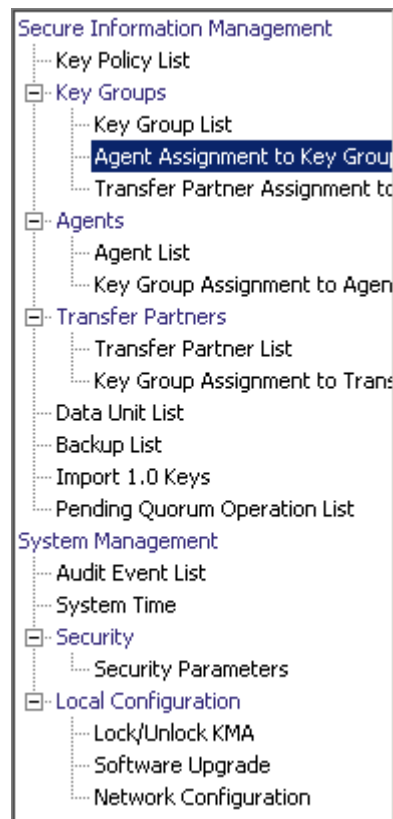 Secure Information Management
Key Policy List
Key Groups
Key Group List
Agent Assignment to Key Grou
Transfer Partner Assignment to
Agents
Agent List
Key Group Assignment to Agen
Transfer Partners
Transfer Partner List
Key Group Assignment to Trans
Data Unit List
Backup List
Import 1.0 Keys
Pending Quorum Operation List
System Management
Audit Event List
System Time
Security
Security Parameters
Local Configuration
Lock/Unlock KMA
Software Upgrade
Network Configuration